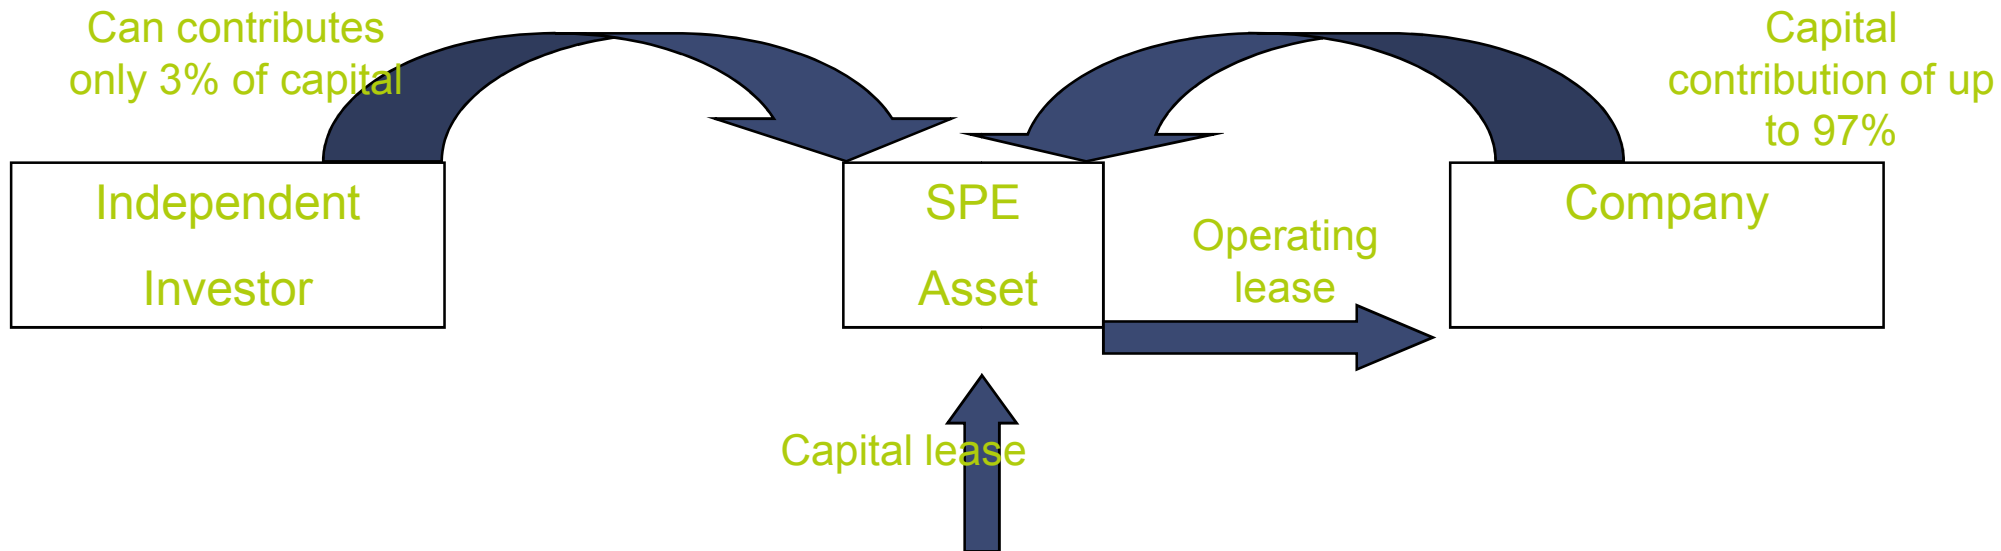 Can contributes
only 3% of capital
Capital
contribution of up
to 97%
Independent
Investor
SPE
Asset
Operating
lease
Company
Capital lease